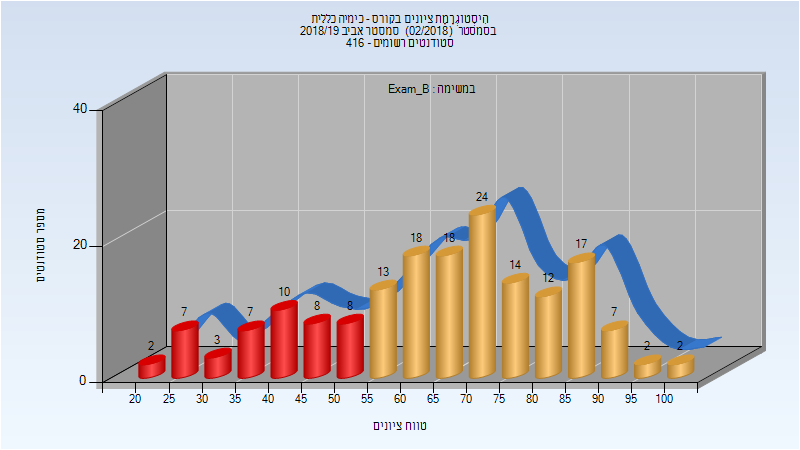 היסטוגרמת ציונים בקורס - כימיה כללית
בסמסטר (02/2018) סמסטר אביב 2018/19
סטודנטים רשומים - 416
במשימה : Exam_B
מספר סטודנטים
40
20
0
2
7
3
7
10
8
8
13
18
18
24
14
12
17
7
2
2
20 25 30 35 40 45 50 55 60 65 70 75 80 85 90 95 100
טווח ציונים